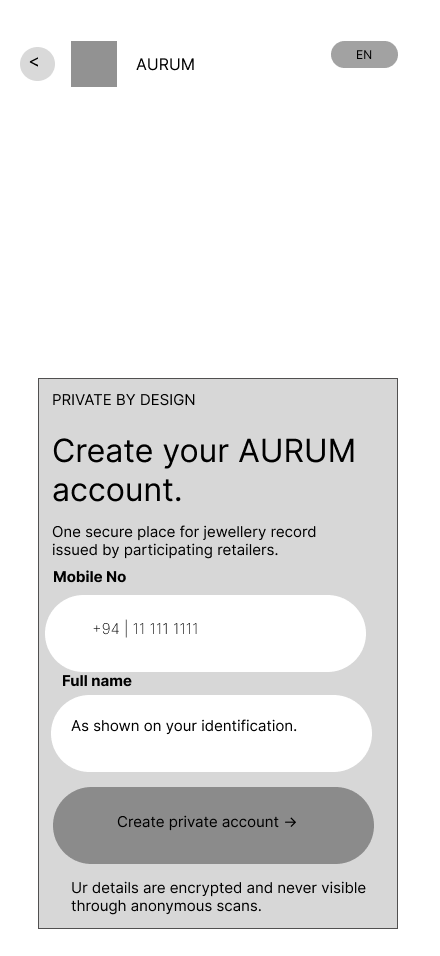 <
AURUM
EN
PRIVATE BY DESIGN
Create your AURUM
account.
One secure place for jewellery record
issued by participating retailers.
Mobile No
+94 | 11 111 1111
Full name
As shown on your identification.
Create private account →
Ur details are encrypted and never visible
through anonymous scans.